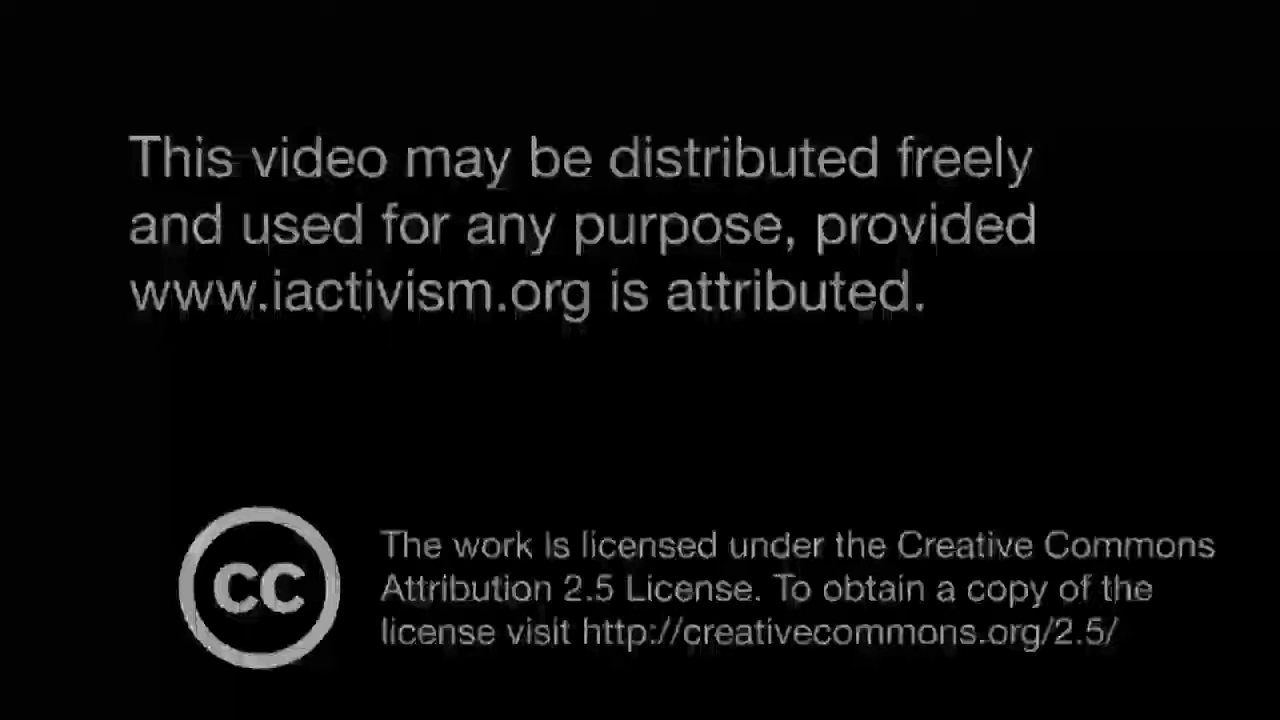 This video may be distributed freely
and used for any purpose, provided
www.iactivism.org is attributed.
cc
The work is licensed under the Creative Commons
Attribution 2.5 License. To obtain a copy of the
license visit http://creativecommons.org/2.5/